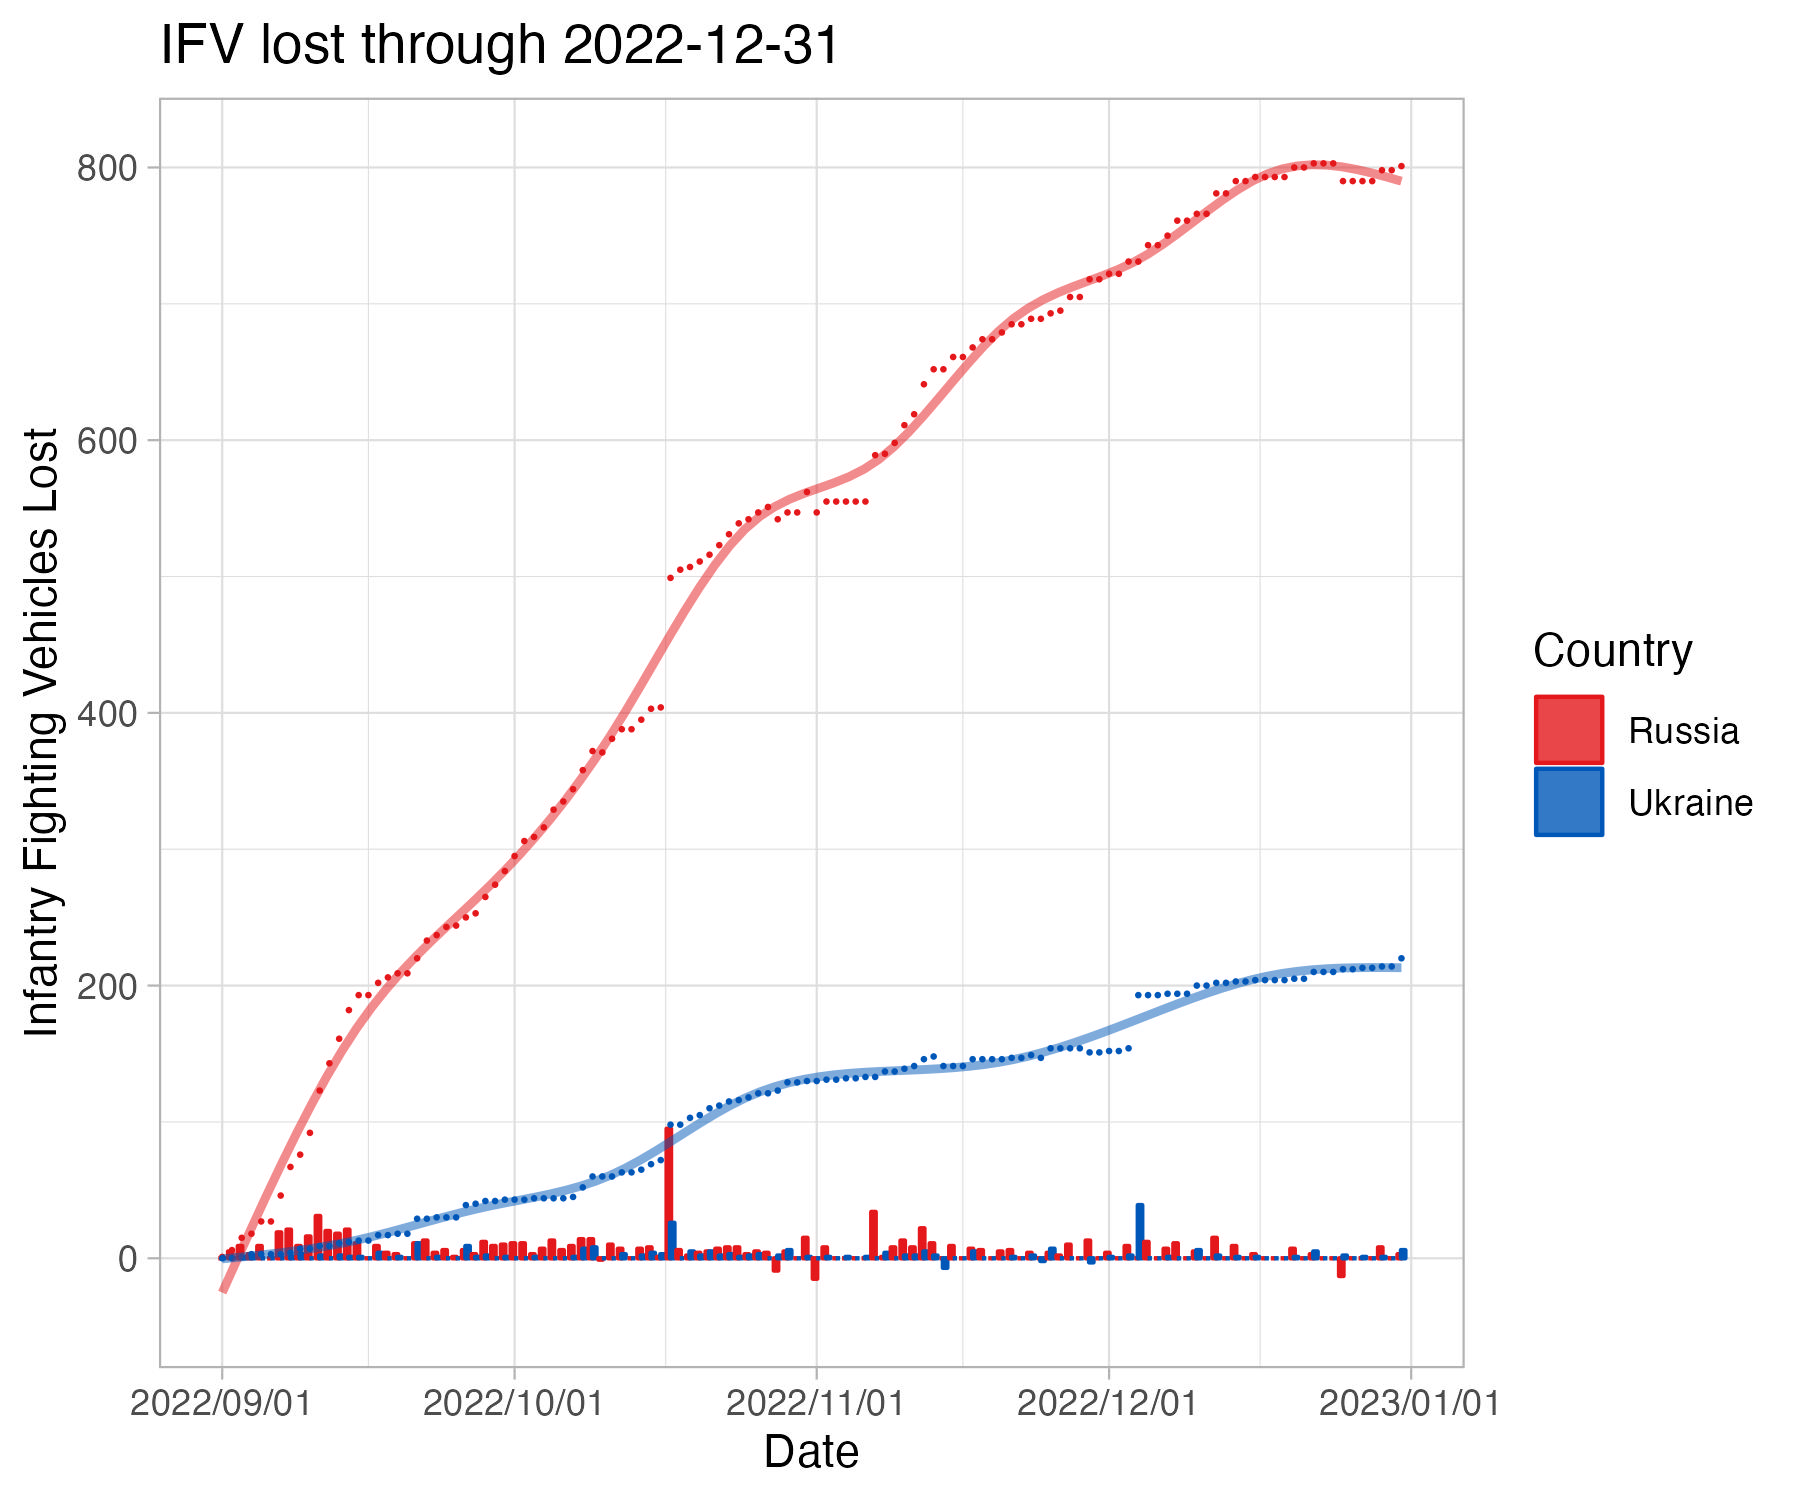 IFV lost through 2022-12-31
Infantry Fighting Vehicles Lost
800
600
400
200
0
2022/09/01
2022/10/01
2022/11/01
2022/12/01
2023/01/01
Date
Country
Russia
Ukraine